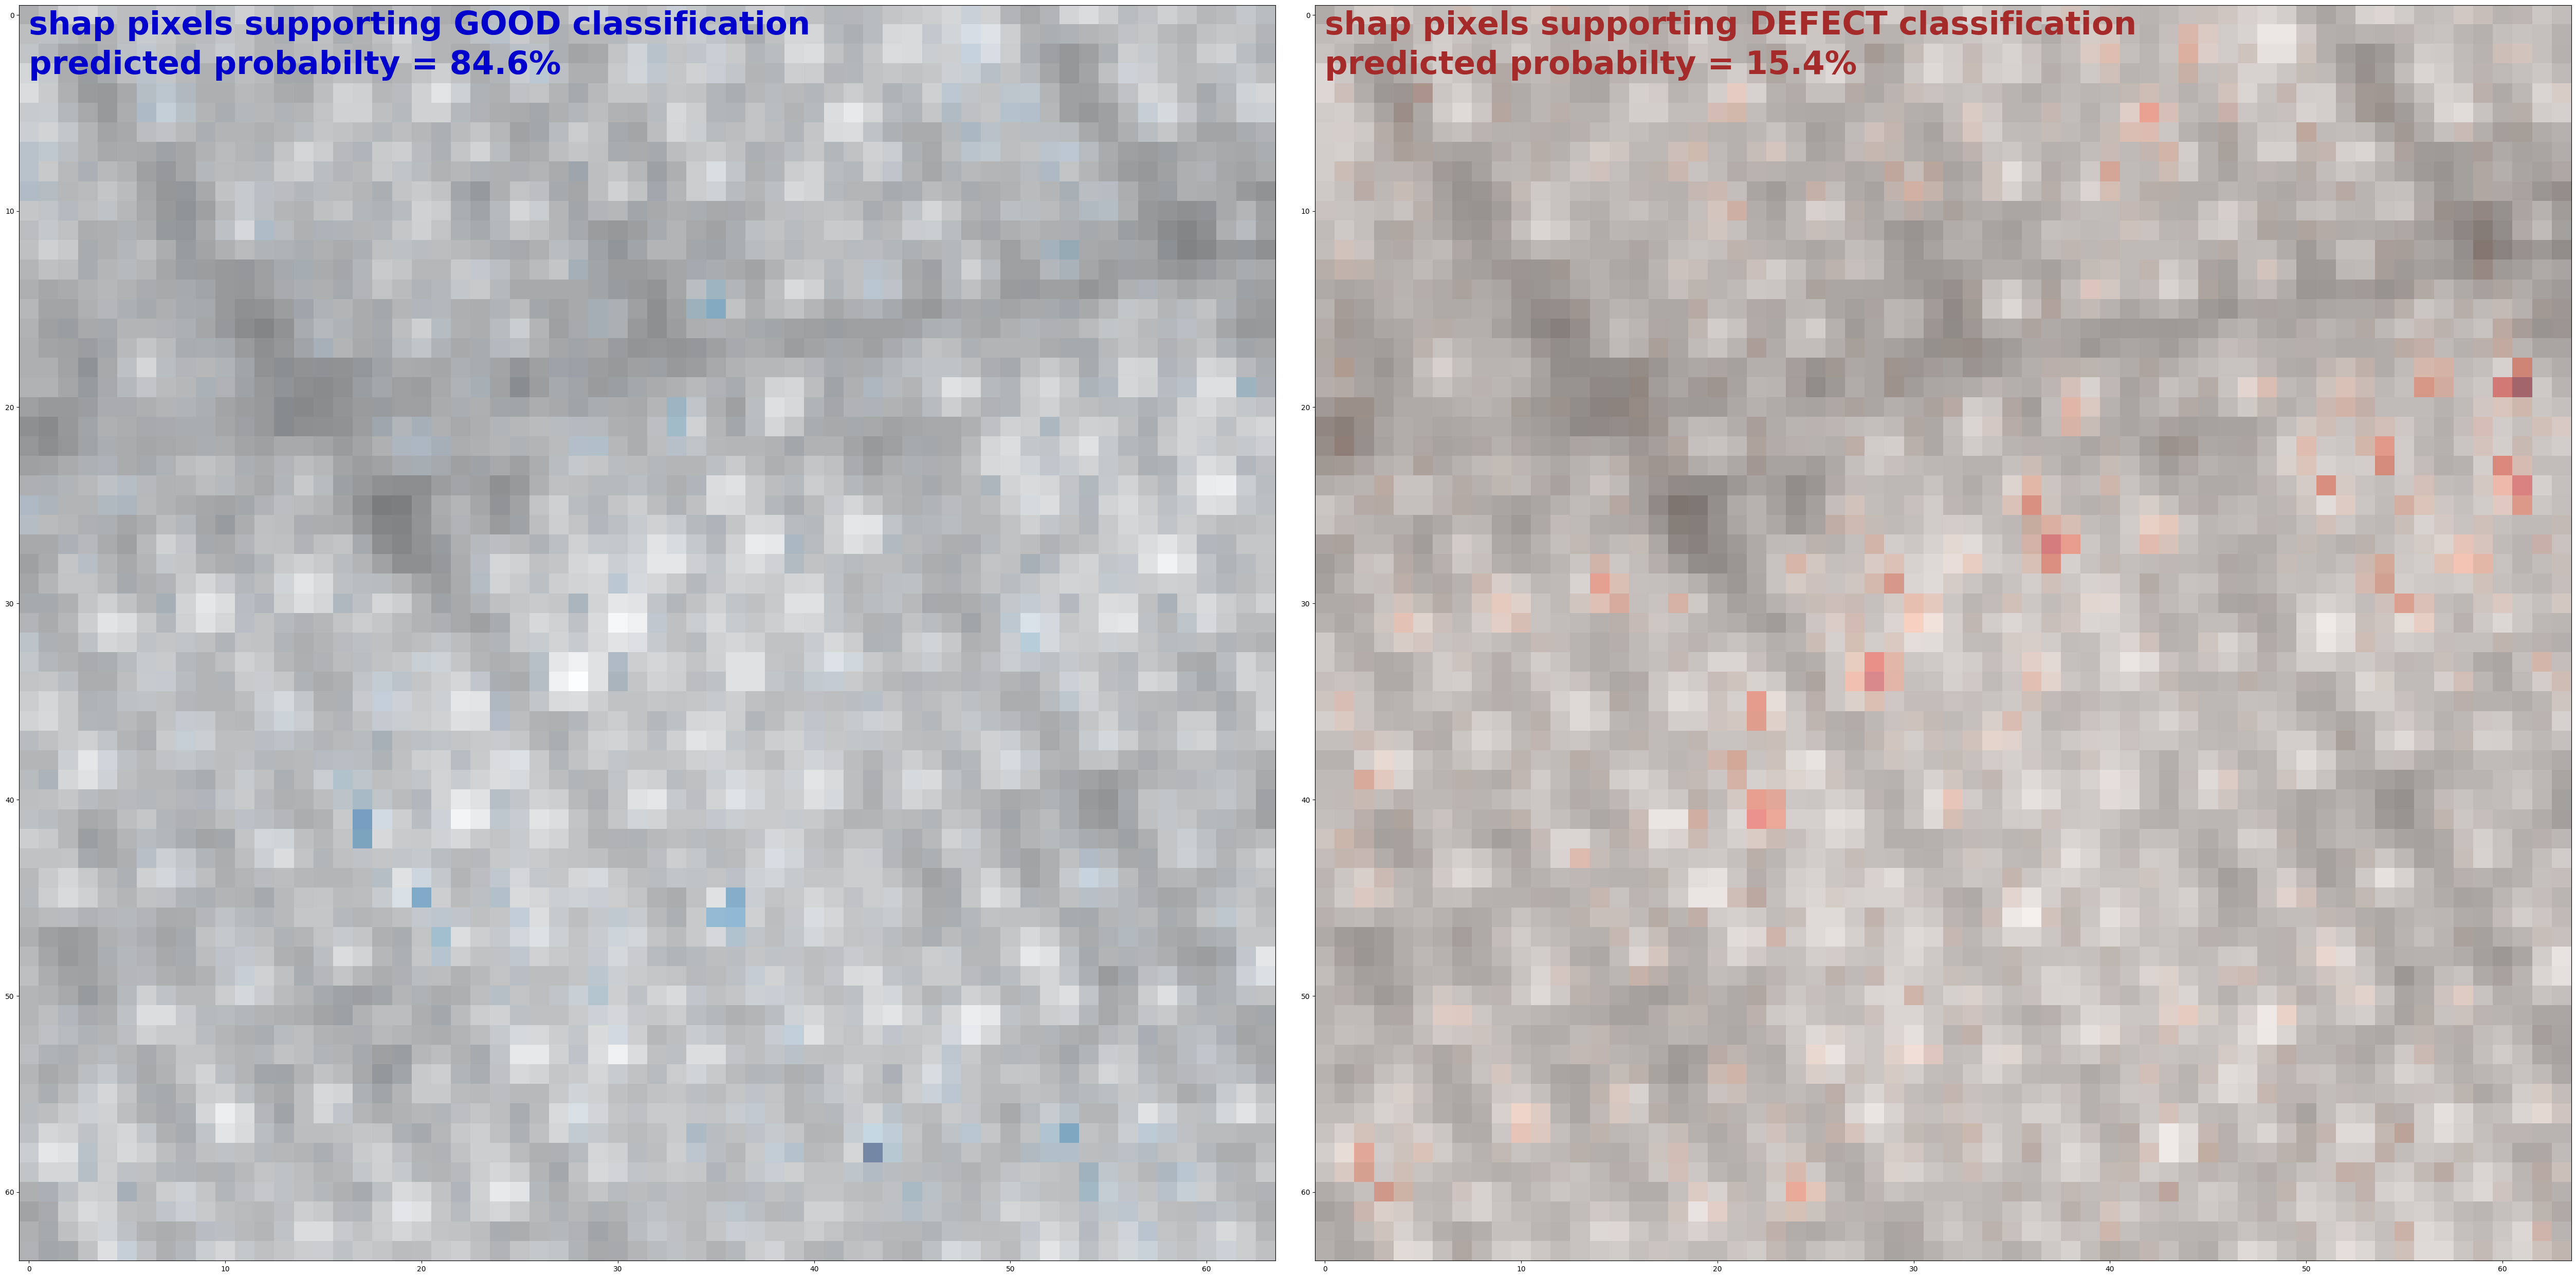 shap pixels supporting GOOD classification
predicted probabilty = 84.6%
0
10
20
30
40
50
60
0 10 20 30 40 50 60
shap pixels supporting DEFECT classification
predicted probabilty = 15.4%
0
10
20
30
40
50
60
0 10 20 30 40 50 60